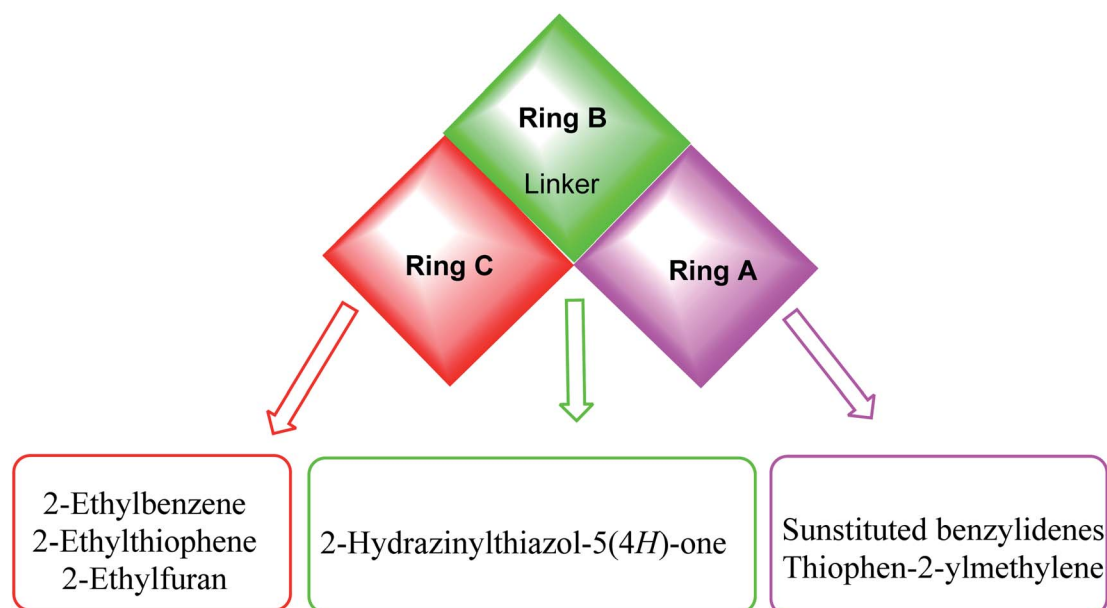 Ring B
Linker
Ring C
Ring A
2-Ethylbenzene
2-Ethylthiophene
2-Ethylfuran
2-Hydrazinylthiazol-5(4H)-one
Sunstituted benzylidenes
Thiophen-2-ylmethylene